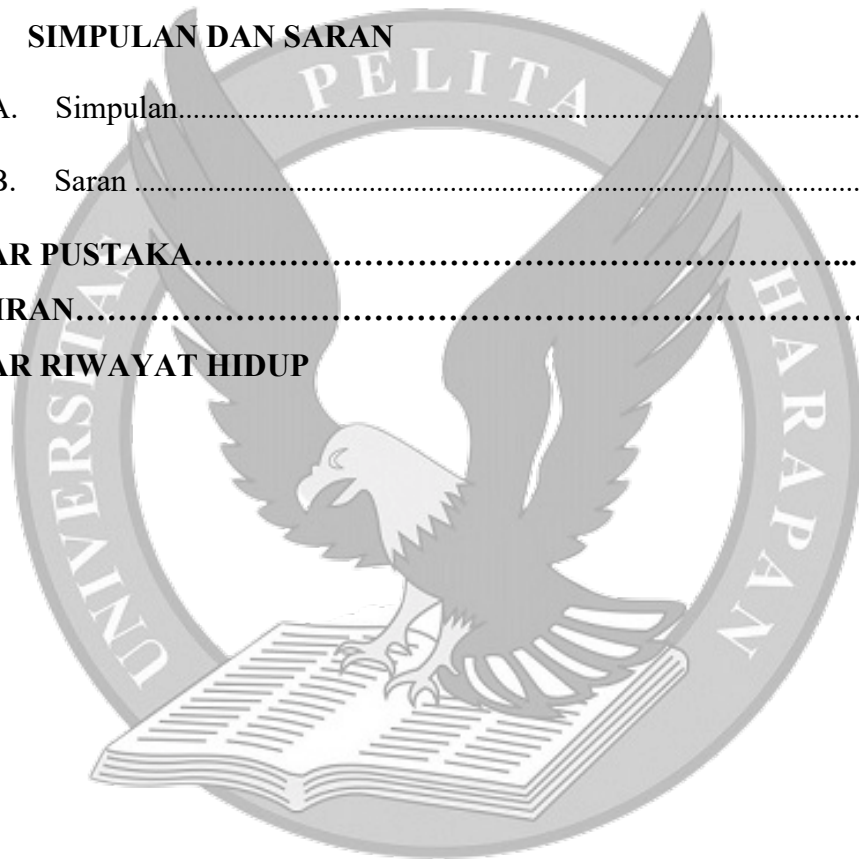 SIMPULAN DAN SARAN
A. Simpulan................................................................................................
B. Saran ......................................................................................................
AR PUSTAKA…………………………………………………………...
IRAN…………………………………………………………………………
AR RIWAYAT HIDUP
UNIVERSITAS PELITA HARAPAN